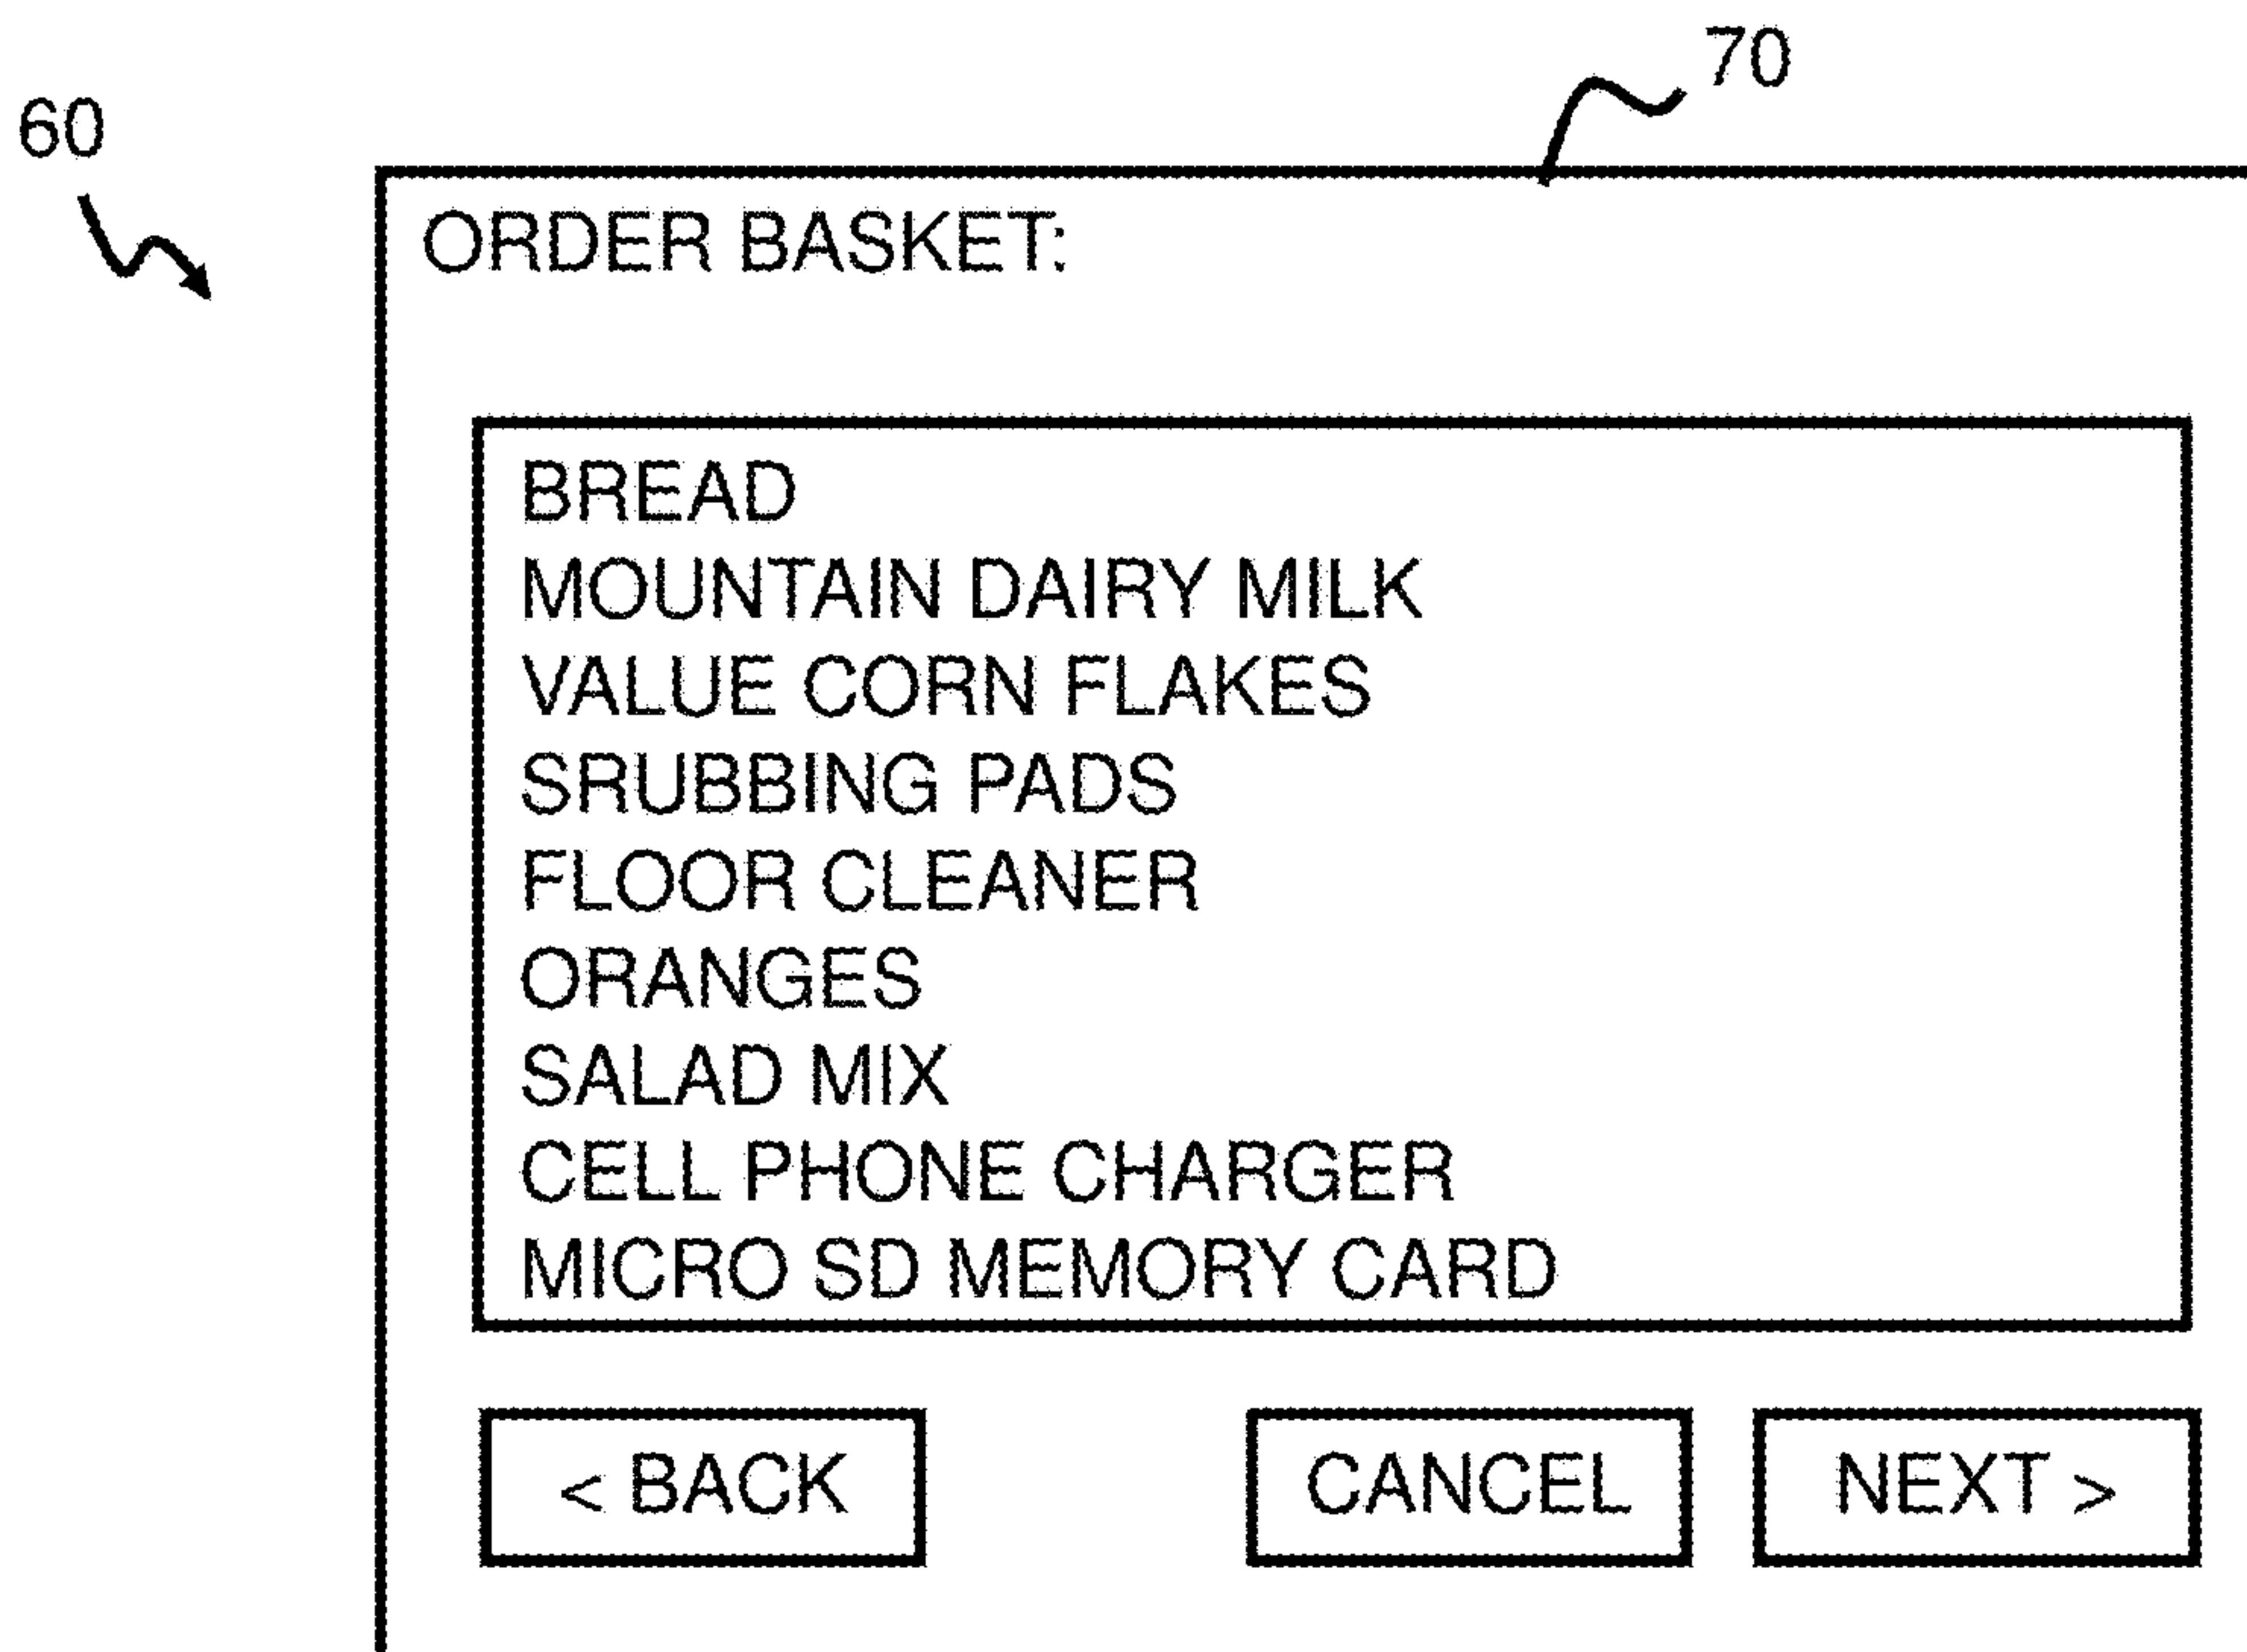 70
60
ORDER BASKET:
BREAD
MOUNTAIN DAIRY MILK
VALUE CORN FLAKES
SRUBBING PADS
FLOOR CLEANER
ORANGES
SALAD MIX
CELL PHONE CHARGER
MICRO SD MEMORY CARD
< BACK CANCEL NEXT >